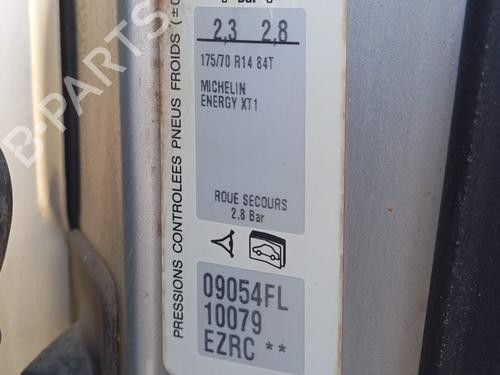 2,3 2,8
175/70 R14 84T
MICHELIN
ENERGY XT1
PRESSIONS CONTROLEES PNEUS FROIDS
ROUE SECOURS
2.8 Bar
09054FL
10079
EZRC **